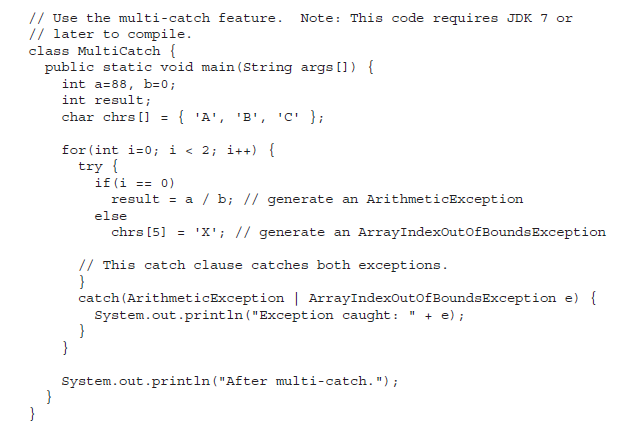 // Use the multi-catch feature.  Note: This code requires JDK 7 or
// later to compile.
class MultiCatch {
  public static void main(String args[]) {
    int a=88, b=0;
    int result;
    char chrs[] = { 'A', 'B', 'C' };

    for(int i=0; i < 2; i++) {
      try {
        if(i == 0)
          result = a / b; // generate an ArithmeticException
        else
          chrs[5] = 'X'; // generate an ArrayIndexOutOfBoundsException

      // This catch clause catches both exceptions.
      }
      catch(ArithmeticException | ArrayIndexOutOfBoundsException e) {
        System.out.println("Exception caught: " + e);
      }
    }

    System.out.println("After multi-catch.");
  }
}